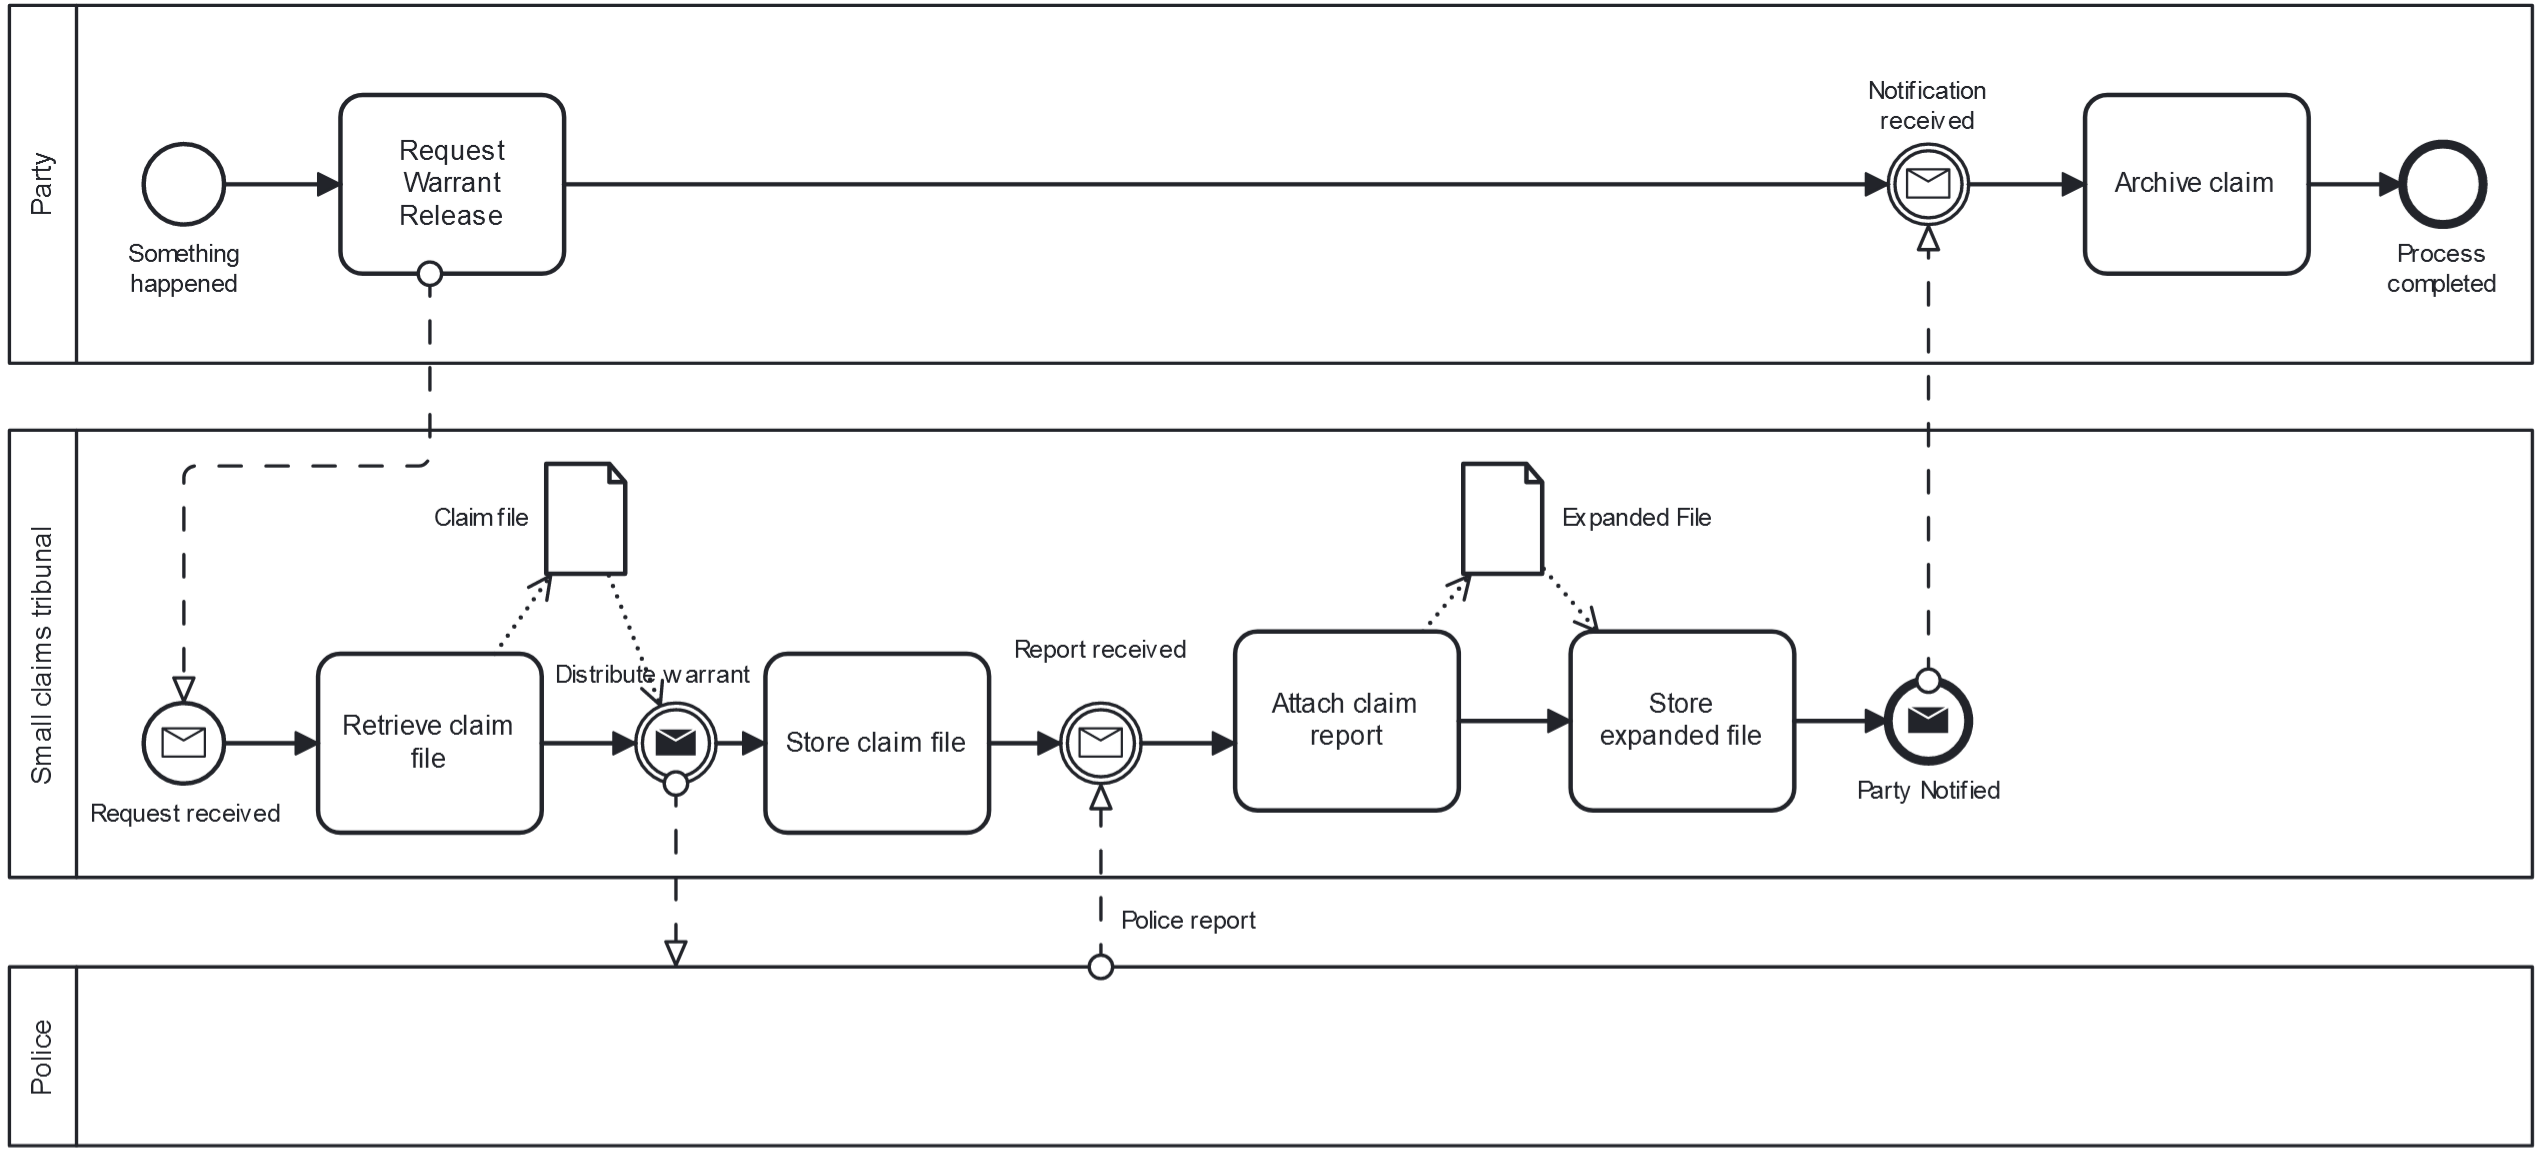 Party
Something
happened
Request
Warrant
Release
Notification
received
Archive claim
Process
completed
Small claims tribunal
Request received
Retrieve claim
file
Claim file
Distribute warrant
Store claim file
Report received
Attach claim
report
Expanded File
Store
expanded file
Party Notified
Police report
Police